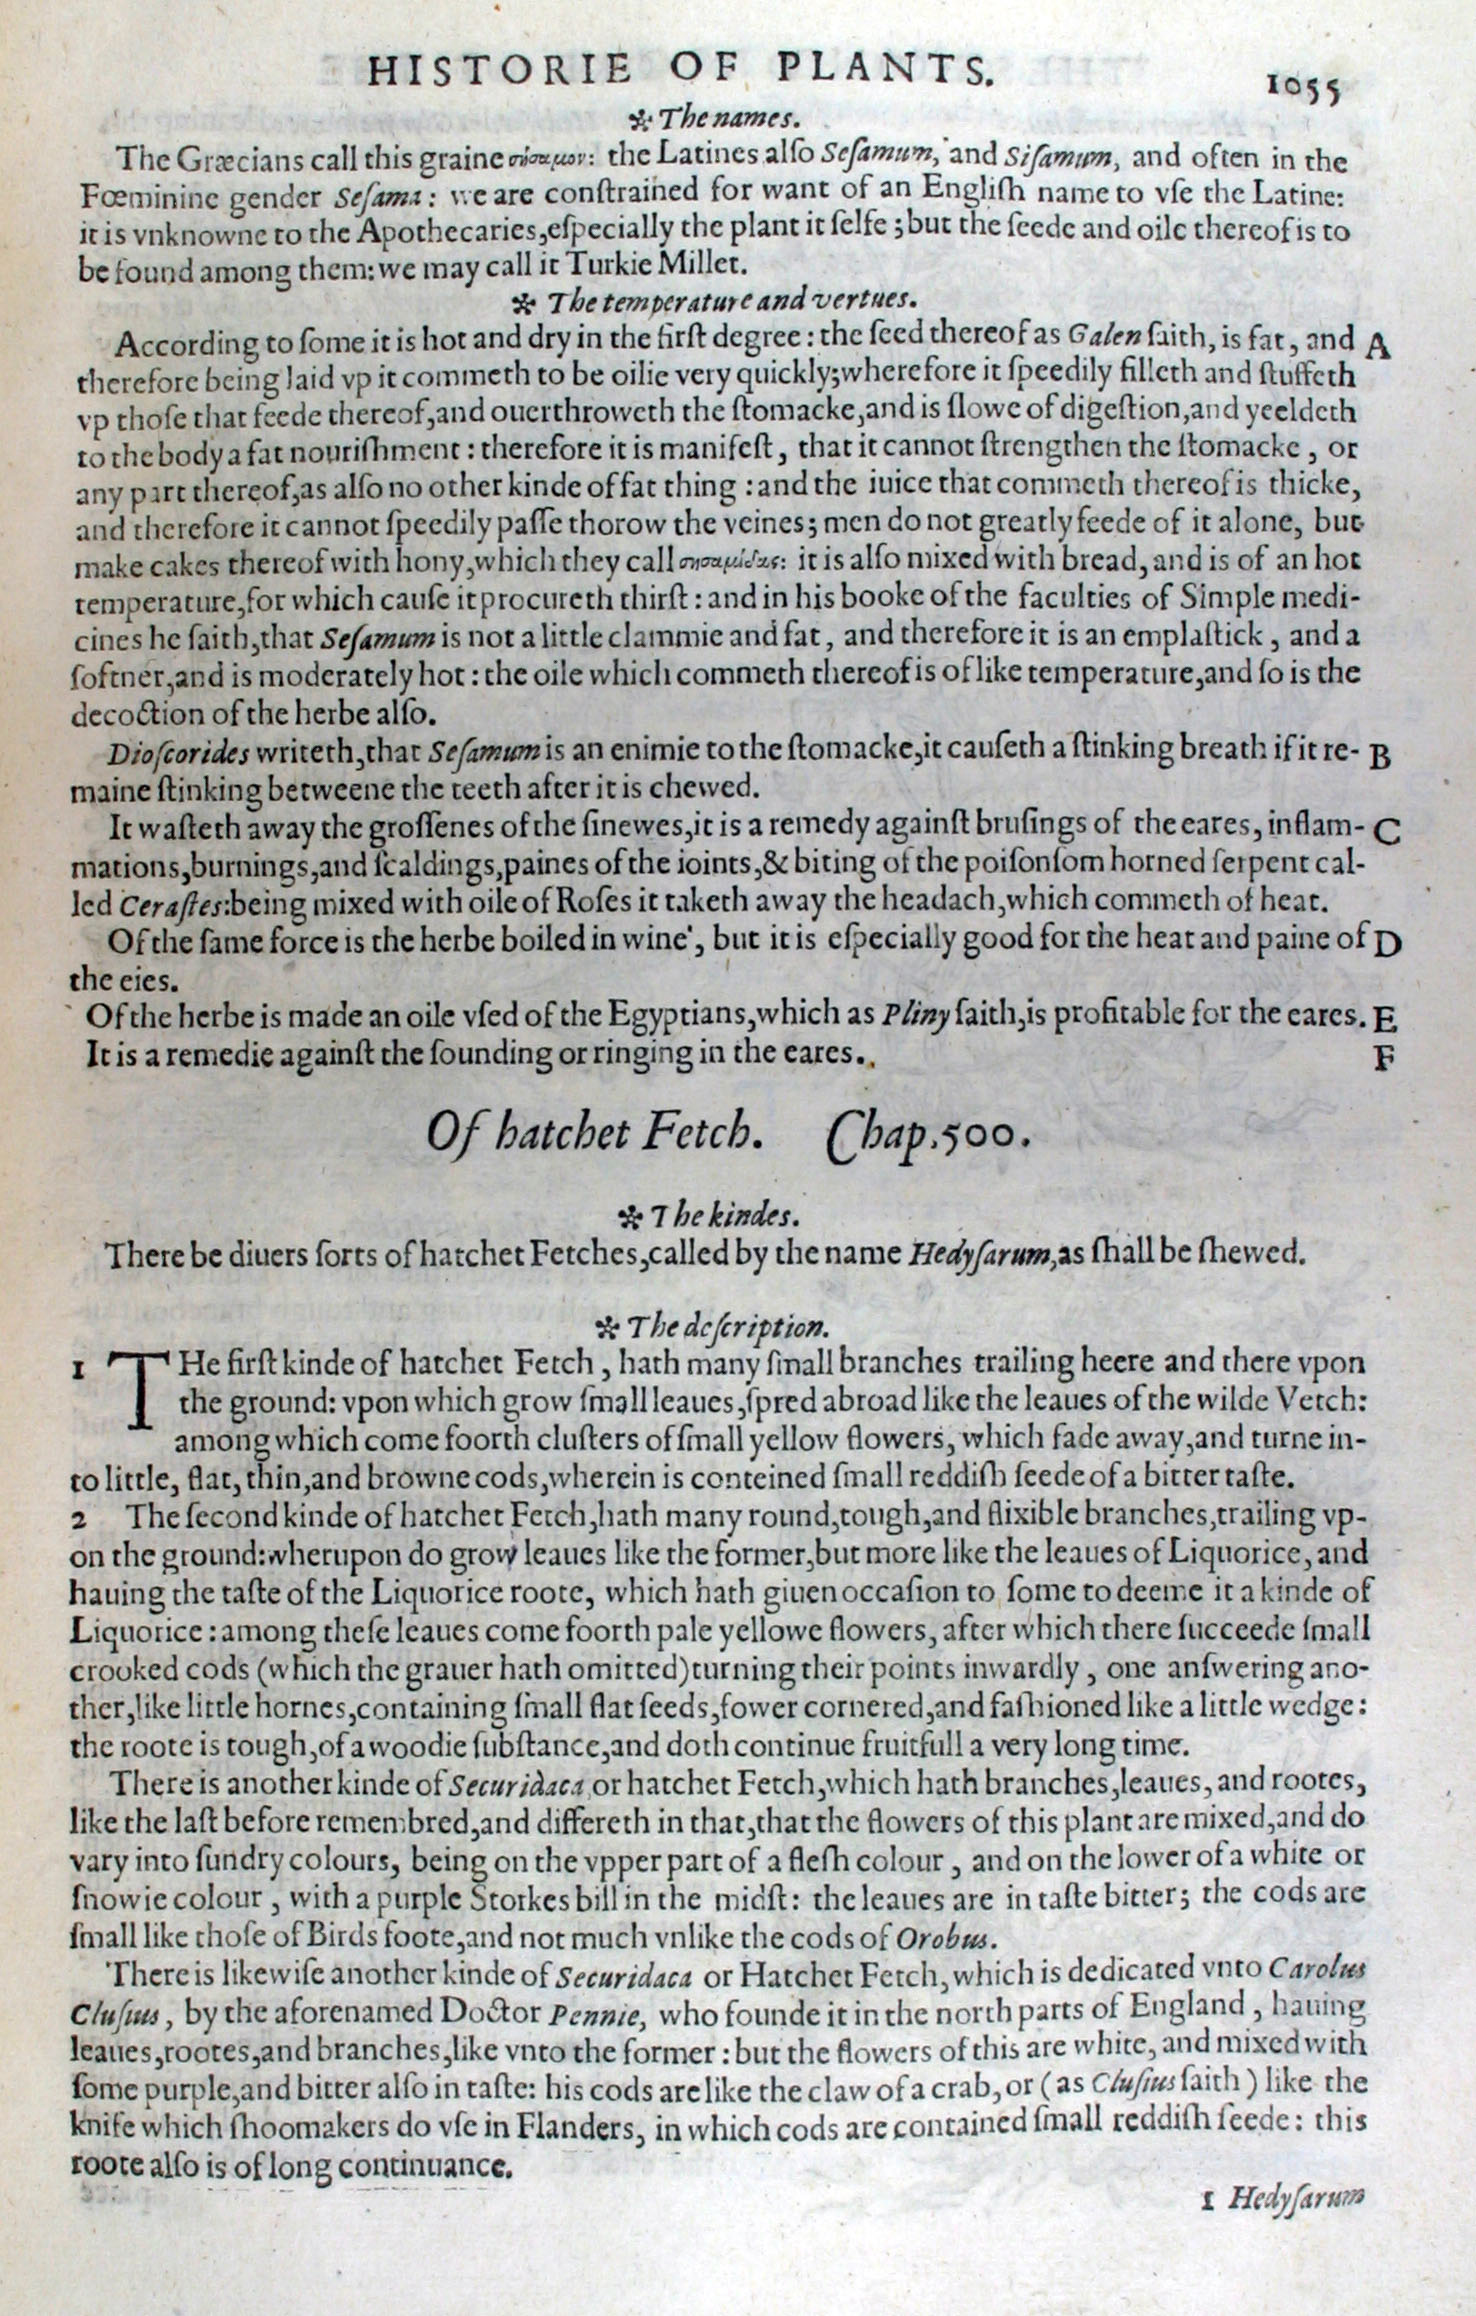 HISTORIE OF PLANTS. 1055
✲ The names.
The Græcians call this graine σήσαμον: the Latines also Sesamum, and Sisamum, and often in the
Fœminine gender Sesama: we are constrained for want of an English name to vse the Latine:
it is vnknowne to the Apothecaries,especially the plant it selfe ; but the seede and oile thereof is to
be found among them: we may call it Turkie Millet.
✲ The temperature and vertues.
According to some it is hot and dry in the first degree : the seed thereof as Galen saith, is fat, and A
therefore being laid vp it commeth to be oilie very quickly;wherefore it speedily filleth and stuffeth
vp those that feede thereof,and ouerthroweth the stomacke,and is slowe of digestion,and yeeldeth
to the body a fat nourishment : therefore it is manifest, that it cannot strengthen the stomacke, or
any part thereof,as also no other kinde of fat thing : and the iuice that commeth thereof is thicke,
and therefore it cannot speedily passe thorow the veines; men do not greatly feede of it alone, but
make cakes thereof with hony,which they call σησαμίδας: it is also mixed with bread, and is of an hot
temperature,for which cause it procureth thirst : and in his booke of the faculties of Simple medi-
cines he saith,that Sesamum is not a little clammie and fat, and therefore it is an emplastick, and a
softner,and is moderately hot : the oile which commeth thereof is of like temperature,and so is the
decoction of the herbe also.
Dioscorides writeth,that Sesamum is an enimie to the stomacke,it causeth a stinking breath if it re- B
maine stinking betweene the teeth after it is chewed.
It wasteth away the grossenes of the sinewes,it is a remedy against brusings of the eares, inflam- C
mations,burnings,and scaldings,paines of the ioints,& biting of the poisonsom horned serpent cal-
led Cerastes:being mixed with oile of Roses it taketh away the headach,which commeth of heat.
Of the same force is the herbe boiled in wine, but it is especially good for the heat and paine of D
the eies.
Of the herbe is made an oile vsed of the Egyptians,which as Pliny saith,is profitable for the eares. E
It is a remedie against the sounding or ringing in the eares. F
Of hatchet Fetch. Chap.500.
✲ The kindes.
There be diuers sorts of hatchet Fetches,called by the name Hedysarum,as shall be shewed.
✲ The description.
1 THe first kinde of hatchet Fetch, hath many small branches trailing heere and there vpon
the ground: vpon which grow small leaues,spred abroad like the leaues of the wilde Vetch:
among which come foorth clusters of small yellow flowers, which fade away,and turne in-
to little, flat, thin,and browne cods,wherein is conteined small reddish seede of a bitter taste.
2 The second kinde of hatchet Fetch,hath many round,tough,and flixible branches,trailing vp-
on the ground:wherupon do grow leaues like the former,but more like the leaues of Liquorice, and
hauing the taste of the Liquorice roote, which hath giuen occasion to some to deeme it a kinde of
Liquorice : among these leaues come foorth pale yellowe flowers, after which there succeede small
crooked cods (which the grauer hath omitted) turning their points inwardly, one answering ano-
ther,like little hornes,containing small flat seeds,fower cornered,and fashioned like a little wedge:
the roote is tough,of a woodie substance,and doth continue fruitfull a very long time.
There is another kinde of Securidaca or hatchet Fetch,which hath branches,leaues, and rootes,
like the last before remembred,and differeth in that,that the flowers of this plant are mixed,and do
vary into sundry colours, being on the vpper part of a flesh colour, and on the lower of a white or
snowie colour, with a purple Storkes bill in the midst: the leaues are in taste bitter; the cods are
small like those of Birds foote,and not much vnlike the cods of Orobus.
There is likewise another kinde of Securidaca or Hatchet Fetch, which is dedicated vnto Carolus
Clusius, by the aforenamed Doctor Pennie, who founde it in the north parts of England, hauing
leaues,rootes,and branches,like vnto the former : but the flowers of this are white, and mixed with
some purple,and bitter also in taste: his cods are like the claw of a crab, or (as Clusius saith) like the
knife which shoomakers do vse in Flanders, in which cods are contained small reddish seede: this
roote also is of long continuance.
1 Hedysarum